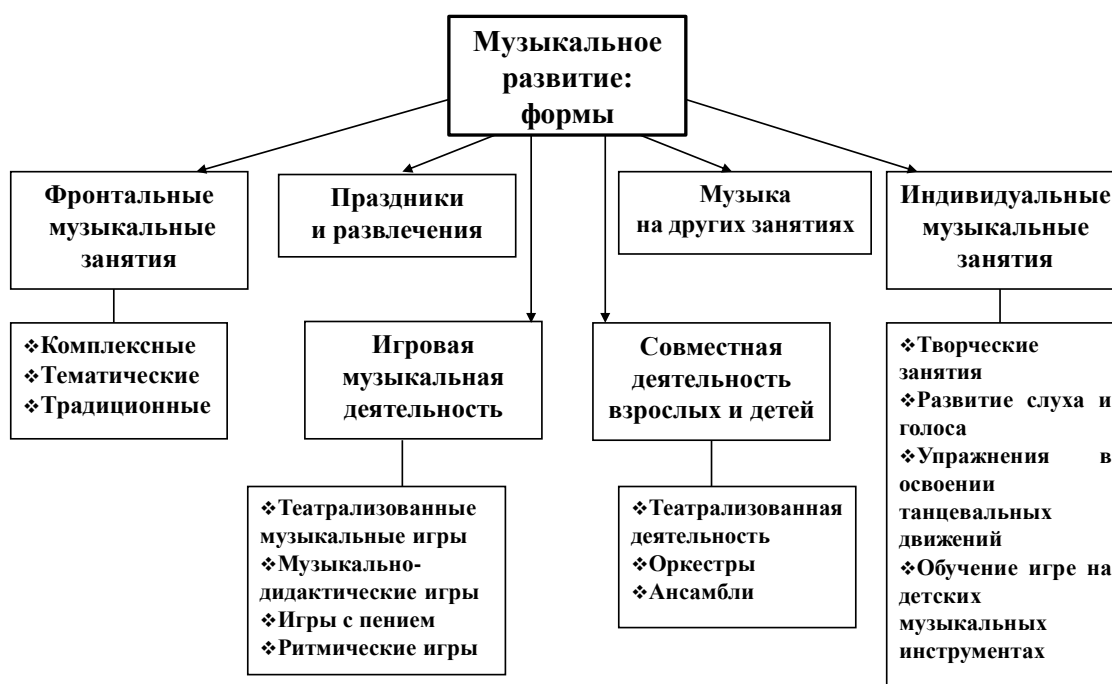 Музыкальное
развитие:
формы
Фронтальные
музыкальные
занятия
Праздники
и развлечения
Музыка
на других занятиях
Индивидуальные
музыкальные
занятия
❖Комплексные
❖Тематические
❖Традиционные
Игровая
музыкальная
деятельность
Совместная
деятельность
взрослых и детей
❖Творческие
занятия
❖Развитие слуха и
голоса
❖Упражнения в
освоении
танцевальных
движений
❖Обучение игре на
детских
музыкальных
инструментах
❖Театрализованные
музыкальные игры
❖Музыкально-
дидактические игры
❖Игры с пением
❖Ритмические игры
❖Театрализованная
деятельность
❖Оркестры
❖Ансамбли